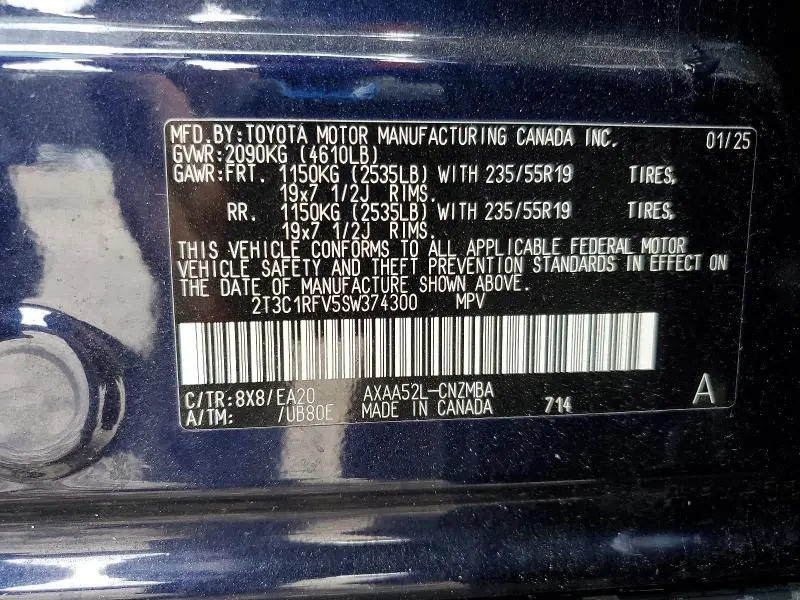 MFD.BY:TOYOTA MOTOR MANUFACTURING CANADA INC. 01/25
GVWR:2090KG (4610LB)
GAWR:FRT. 1150KG (2535LB) WITH 235/55R19 TIRES,
19x7 1/2J RIMS.
RR. 1150KG (2535LB) WITH 235/55R19 TIRES,
19x7 1/2J RIMS.
THIS VEHICLE CONFORMS TO ALL APPLICABLE FEDERAL MOTOR
VEHICLE SAFETY AND THEFT PREVENTION STANDARDS IN EFFECT ON
THE DATE OF MANUFACTURE SHOWN ABOVE.
2T3C1RFV5SW374300 MPV
C/TR:8X8/EA20 AXAA52L-CNZMBA A
A/TM: /UB80E MADE IN CANADA 714